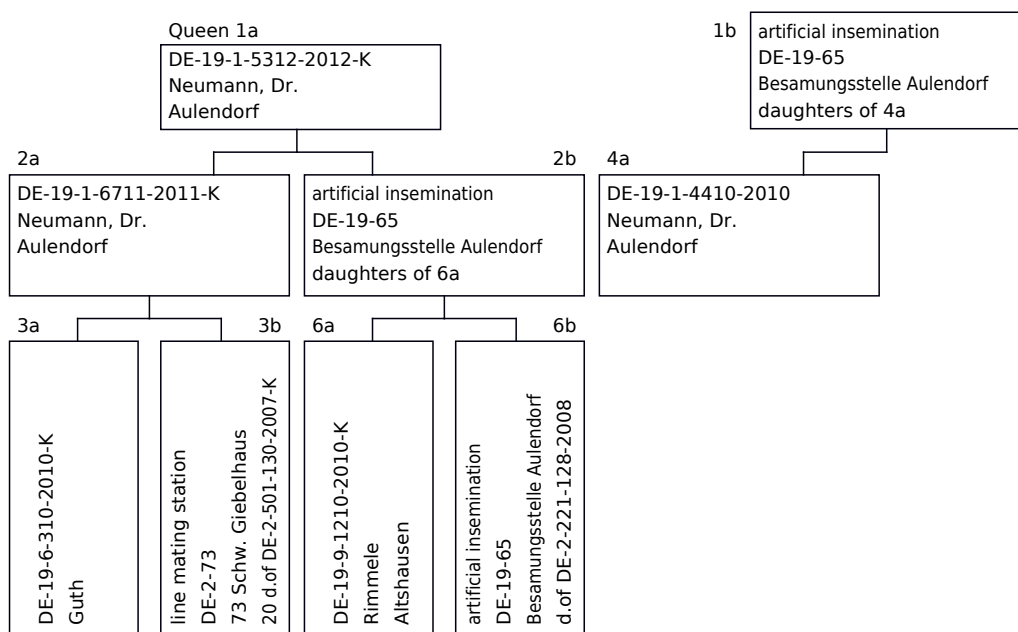 Queen 1a
DE-19-1-5312-2012-K
Neumann, Dr.
Aulendorf
1b
artificial insemination
DE-19-65
Besamungsstelle Aulendorf
daughters of 4a
2a
DE-19-1-6711-2011-K
Neumann, Dr.
Aulendorf
2b
artificial insemination
DE-19-65
Besamungsstelle Aulendorf
daughters of 6a
4a
DE-19-1-4410-2010
Neumann, Dr.
Aulendorf
3a
DE-19-6-310-2010-K
Guth
3b
line mating station
DE-2-73
73 Schw. Giebelhaus
20 d.of DE-2-501-130-2007-K
6a
DE-19-9-1210-2010-K
Rimmele
Altshausen
6b
artificial insemination
DE-19-65
Besamungsstelle Aulendorf
d.of DE-2-221-128-2008